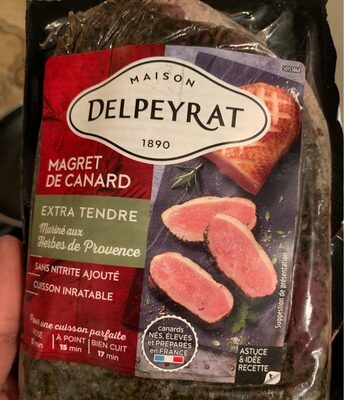 MAISON
DELPEYRAT
1890
MAGRET
DE CANARD
EXTRA TENDRE
Mariné aux
Herbes de Provence
SANS NITRITE AJOUTÉ
CUISSON INRATABLE
Pour une cuisson parfaite
ROSÉ
À POINT
BIEN CUIT
min
15 min
17 min
canards
NÉS, ÉLEVÉS
et PRÉPARÉS
en FRANCE
Suggestion de présentation
ASTUCE
& IDÉE
RECETTE